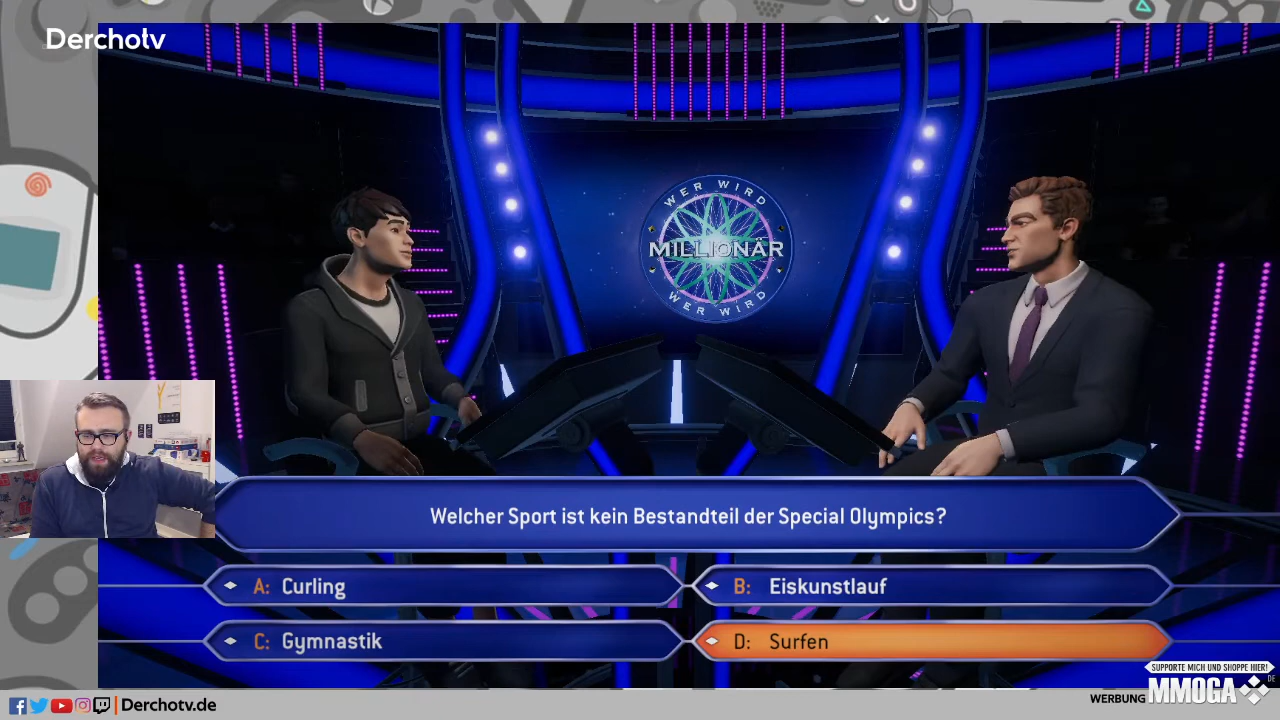 Derchotv
WER WIRD
MILLIONÄR
WER WIRD
Welcher Sport ist kein Bestandteil der Special Olympics?
A: Curling
B: Eiskunstlauf
C: Gymnastik
D: Surfen
SUPPORTE MICH UND SHOPPE HIER!
WERBUNG MMOGA DE
Derchotv.de